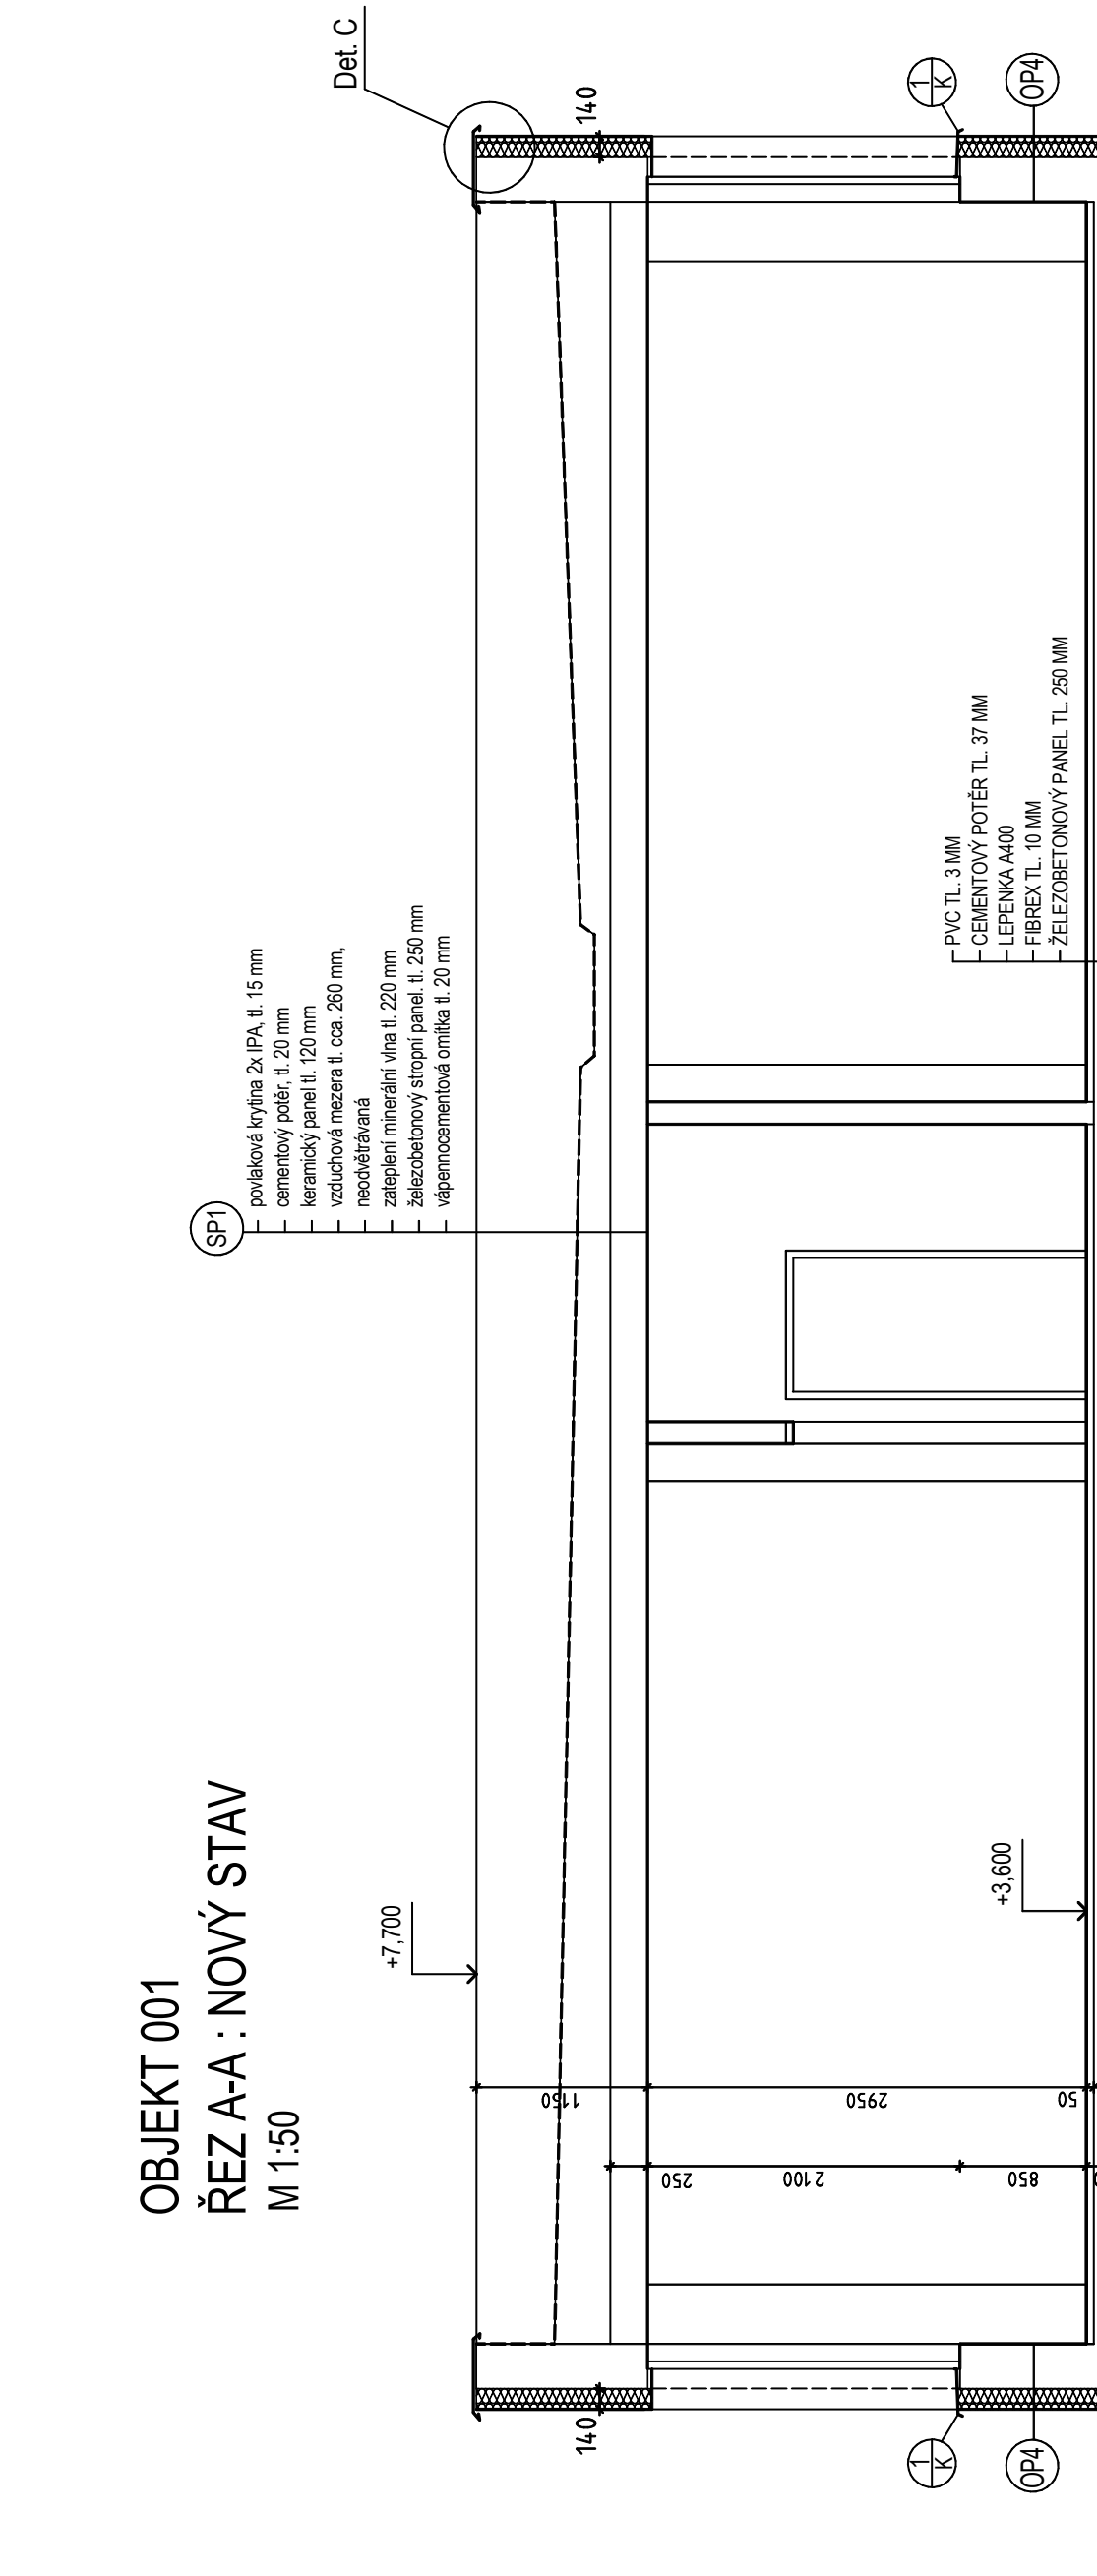 OBJEKT 001
ŘEZ A-A : NOVÝ STAV
M 1:50
SP1
povlaková krytina 2x IPA, tl. 15 mm
cementový potěr, tl. 20 mm
keramický panel tl. 120 mm
vzduchová mezera tl. cca. 260 mm,
neodvětrávaná
zateplení minerální vlna tl. 220 mm
železobetonový stropní panel. tl. 250 mm
vápennocementová omítka tl. 20 mm
Det. C
+7,700
140
140
1150
250
2950
2100
850
50
+3,600
PVC TL. 3 MM
CEMENTOVÝ POTĚR TL. 37 MM
LEPENKA A400
FIBREX TL. 10 MM
ŽELEZOBETONOVÝ PANEL TL. 250 MM
1
K
OP4
1
K
OP4